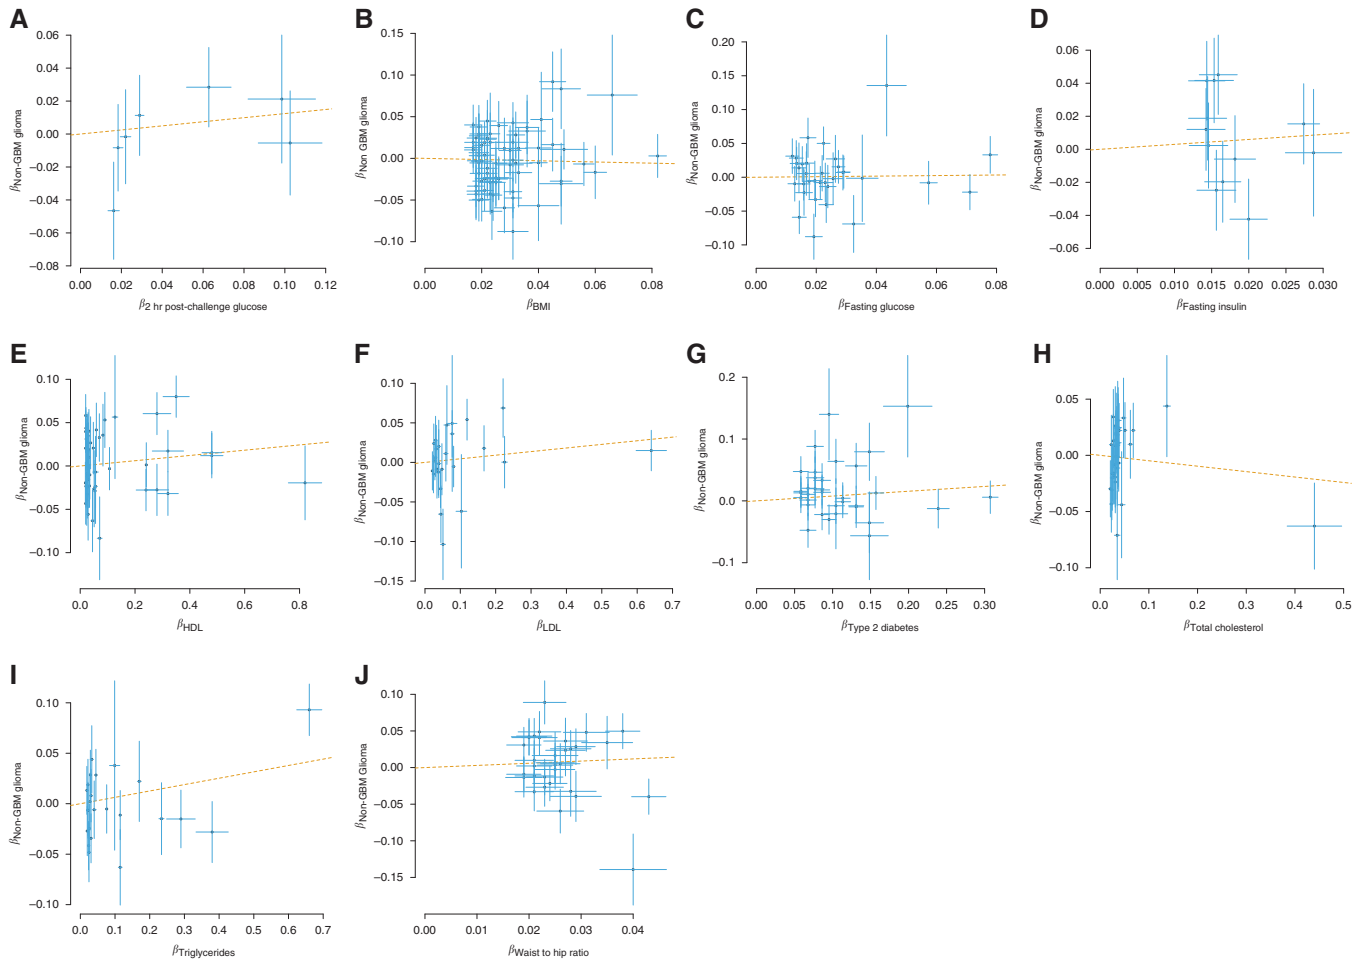 A
0.06
0.04
0.02
0.00
−0.02
−0.04
−0.06
−0.08
βNon-GBM glioma
0.00 0.02 0.04 0.06 0.08 0.10 0.12
β2 hr post-challenge glucose
B
0.15
0.10
0.05
0.00
−0.05
−0.10
βNon GBM glioma
0.00 0.02 0.04 0.06 0.08
βBMI
C
0.20
0.15
0.10
0.05
0.00
−0.05
−0.10
βNon-GBM glioma
0.00 0.02 0.04 0.06 0.08
βFasting glucose
D
0.06
0.04
0.02
0.00
−0.02
−0.04
−0.06
βNon-GBM glioma
0.000 0.005 0.010 0.015 0.020 0.025 0.030
βFasting insulin
E
0.10
0.05
0.00
−0.05
−0.10
βNon-GBM glioma
0.0 0.2 0.4 0.6 0.8
βHDL
F
0.10
0.05
0.00
−0.05
−0.10
−0.15
βNon-GBM glioma
0.0 0.1 0.2 0.3 0.4 0.5 0.6 0.7
βLDL
G
0.2
0.1
0.0
−0.1
βNon-GBM glioma
0.00 0.05 0.10 0.15 0.20 0.25 0.30
βType 2 diabetes
H
0.05
0.00
−0.05
−0.10
βNon-GBM glioma
0.0 0.1 0.2 0.3 0.4 0.5
βTotal cholesterol
I
0.10
0.05
0.00
−0.05
−0.10
βNon-GBM glioma
0.0 0.1 0.2 0.3 0.4 0.5 0.6 0.7
βTriglycerides
J
0.10
0.05
0.00
−0.05
−0.10
−0.15
βNon-GBM Glioma
0.00 0.01 0.02 0.03 0.04
βWaist to hip ratio